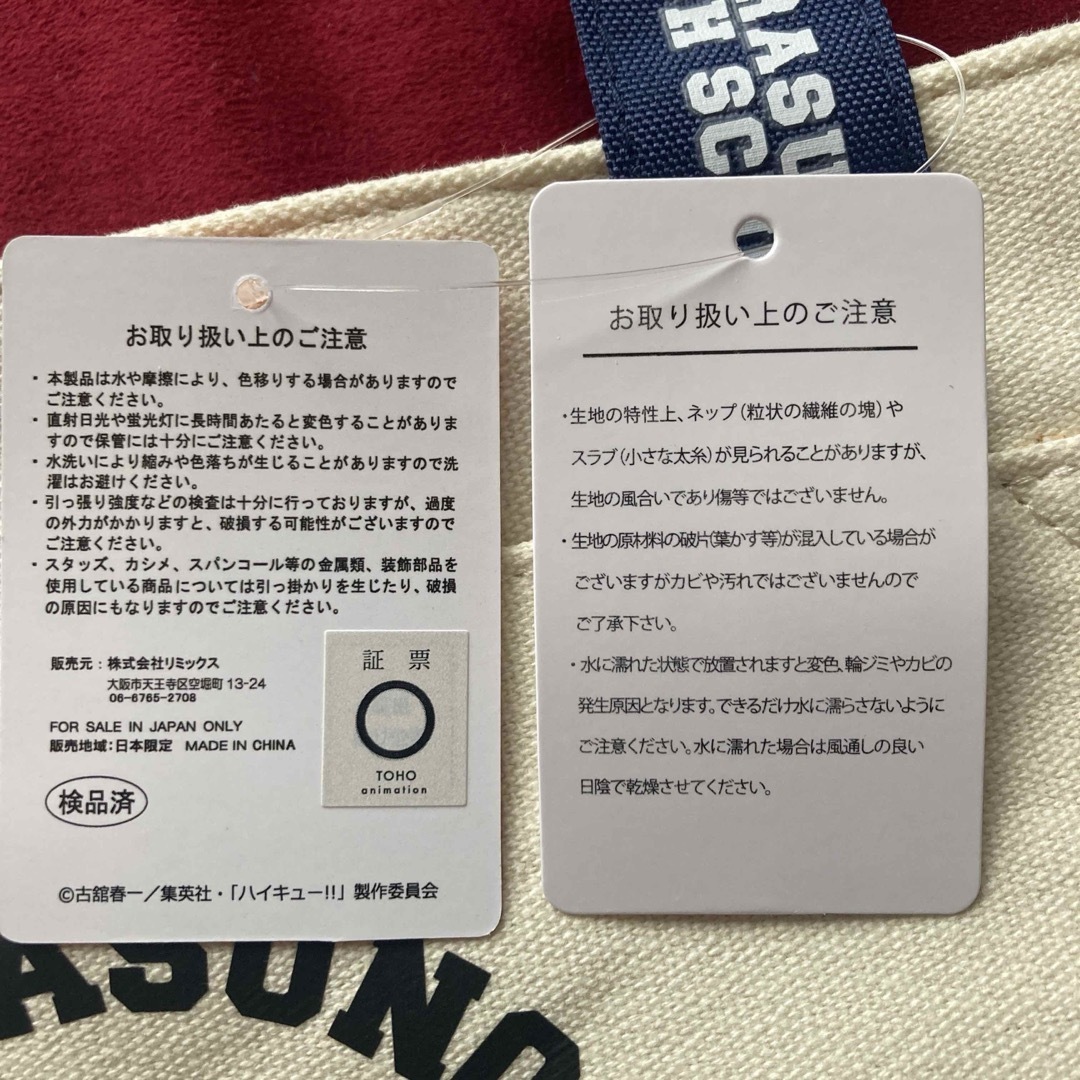 お取り扱い上のご注意
・本製品は水や摩擦により、色移りする場合がありますので
ご注意ください。
・直射日光や蛍光灯に長時間あたると変色することがありま
すので保管には十分にご注意ください。
・水洗いにより縮みや色落ちが生じることがありますので洗
濯はお避けください。
・引っ張り強度などの検査は十分に行っておりますが、過度
の外力がかかりますと、破損する可能性がございますので
ご注意ください。
・スタッズ、カシメ、スパンコール等の金属類、装飾部品を
使用している商品については引っ掛かりを生じたり、破損
の原因にもなりますのでご注意ください。
販売元：株式会社リミックス
大阪市天王寺区空堀町13-24
06-6765-2708
FOR SALE IN JAPAN ONLY
販売地域：日本限定 MADE IN CHINA
検品済
証票
TOHO
animation
©古舘春一／集英社・「ハイキュー!!」製作委員会
お取り扱い上のご注意
・生地の特性上、ネップ（粒状の繊維の塊）や
スラブ（小さな太糸）が見られることがありますが、
生地の風合いであり傷等ではございません。
・生地の原材料の破片(葉かす等)が混入している場合が
ございますがカビや汚れではございませんので
ご了承下さい。
・水に濡れた状態で放置されますと変色、輪ジミやカビの
発生原因となります。できるだけ水に濡らさないように
ご注意ください。水に濡れた場合は風通しの良い
日陰で乾燥させてください。
RASU
H SC
ASUNO